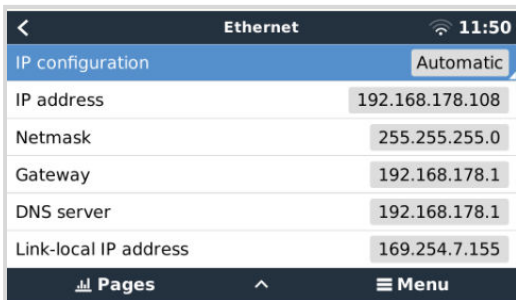 Ethernet 11:50
IP configuration Automatic
IP address 192.168.178.108
Netmask 255.255.255.0
Gateway 192.168.178.1
DNS server 192.168.178.1
Link-local IP address 169.254.7.155
Pages Menu